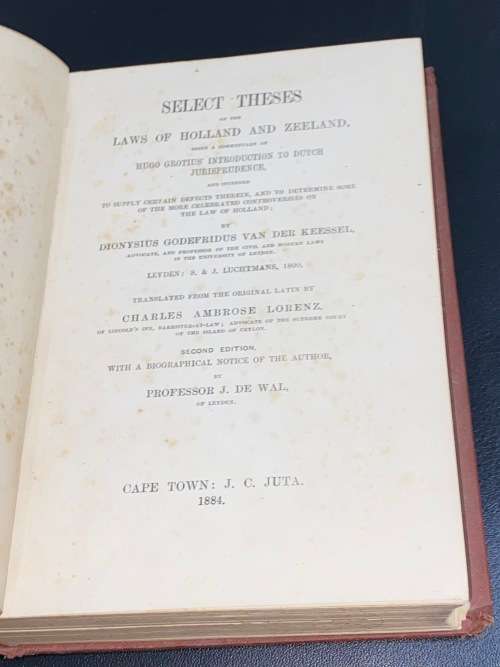 SELECT THESES
ON THE
LAWS OF HOLLAND AND ZEELAND,
BEING A COMMENTARY OF
HUGO GROTIUS' INTRODUCTION TO DUTCH
JURISPRUDENCE,
AND INTENDED
TO SUPPLY CERTAIN DEFECTS THEREIN, AND TO DETERMINE SOME
OF THE MORE CELEBRATED CONTROVERSIES ON
THE LAW OF HOLLAND;
BY
DIONYSIUS GODEFRIDUS VAN DER KEESSEL,
ADVOCATE, AND PROFESSOR OF THE CIVIL AND MODERN LAWS
IN THE UNIVERSITY OF LEYDEN.
LEYDEN: S. & J. LUCHTMANS, 1800.
TRANSLATED FROM THE ORIGINAL LATIN BY
CHARLES AMBROSE LORENZ,
OF LINCOLN'S INN, BARRISTER-AT-LAW; ADVOCATE OF THE SUPREME COURT
OF THE ISLAND OF CEYLON.
SECOND EDITION,
WITH A BIOGRAPHICAL NOTICE OF THE AUTHOR,
BY
PROFESSOR J. DE WAL,
OF LEYDEN.
CAPE TOWN: J. C. JUTA.
1884.